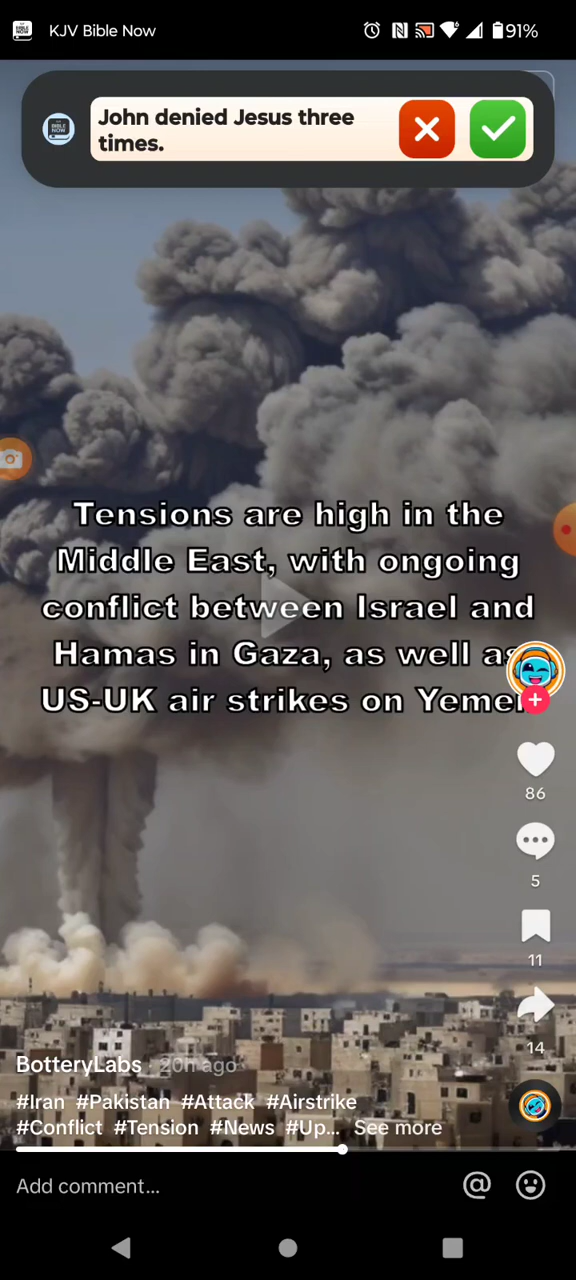 KJV Bible Now
91%
John denied Jesus three
times.
Tensions are high in the
Middle East, with ongoing
conflict between Israel and
Hamas in Gaza, as well as
US-UK air strikes on Yemen
86
5
11
14
BotteryLabs · 20h ago
#Iran #Pakistan #Attack #Airstrike
#Conflict #Tension #News #Up... See more
Add comment...